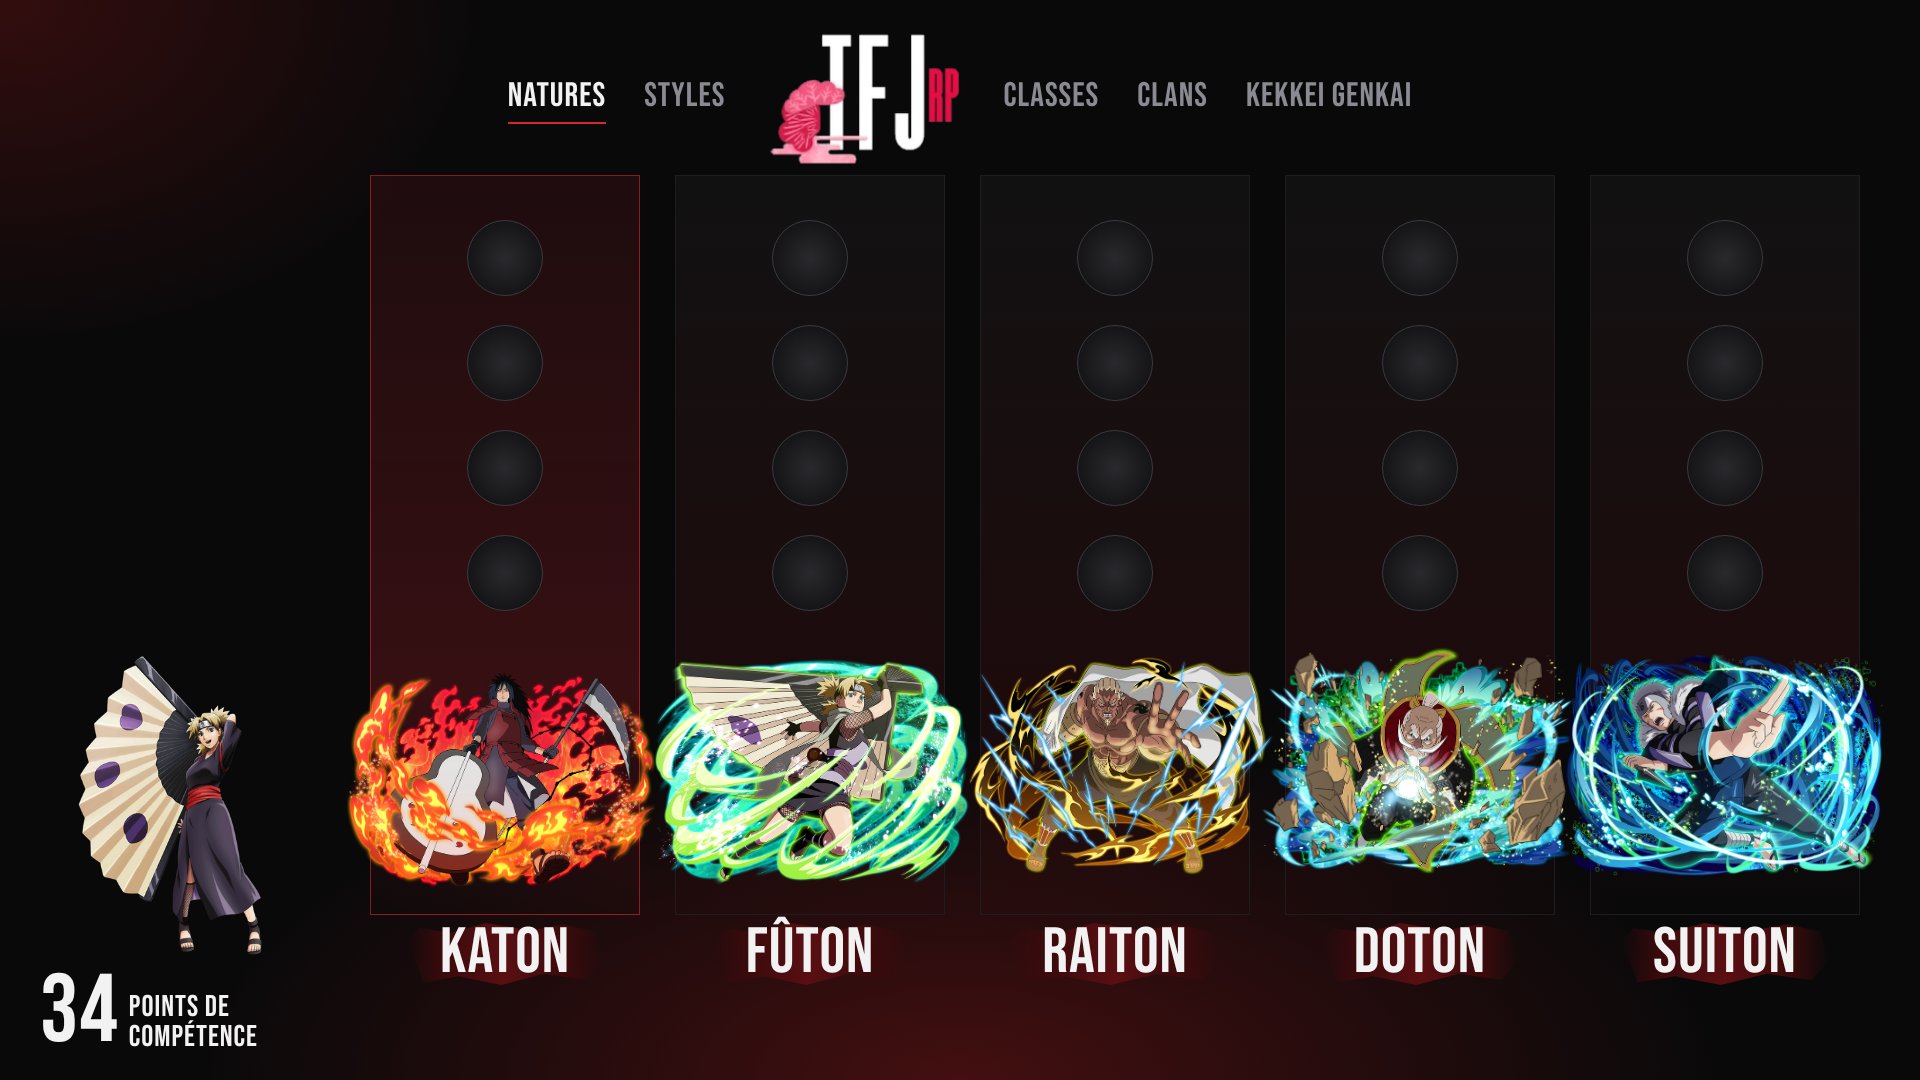 NATURES
STYLES
TFJ RP
CLASSES
CLANS
KEKKEI GENKAI
KATON
FÛTON
RAITON
DOTON
SUITON
34
POINTS DE
COMPÉTENCE